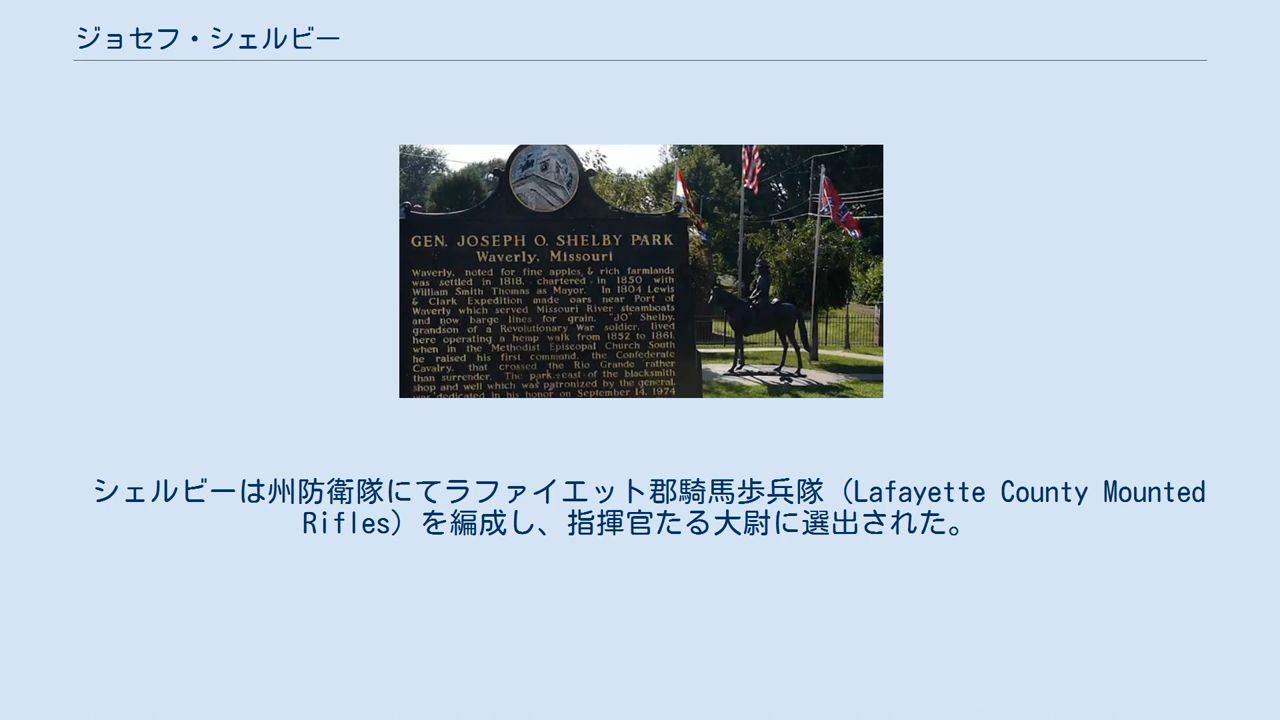 ジョセフ・シェルビー
GEN. JOSEPH O. SHELBY PARK
Waverly, Missouri
Waverly, noted for fine apples, & rich farmlands
was settled in 1818, chartered in 1850 with
William Smith Thomas as Mayor. In 1804 Lewis
& Clark Expedition made oars near Port of
Waverly which served Missouri River steamboats
and now barge lines for grain. "JO" Shelby,
grandson of a Revolutionary War soldier, lived
here operating a hemp walk from 1852 to 1861,
when in the Methodist Episcopal Church South
he raised his first command, the Confederate
Cavalry, that crossed the Rio Grande rather
than surrender. The park, east of the blacksmith
shop and well which was patronized by the general,
was dedicated in his honor on September 14, 1974
シェルビーは州防衛隊にてラファイエット郡騎馬歩兵隊（Lafayette County Mounted
Rifles）を編成し、指揮官たる大尉に選出された。